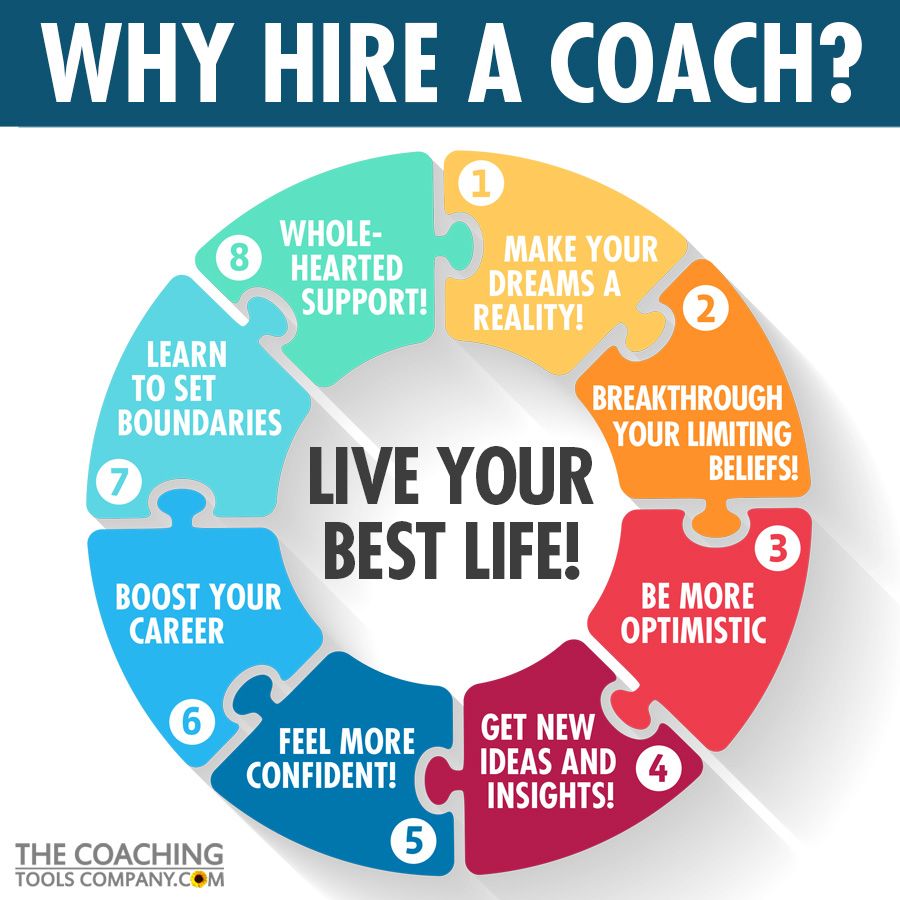 WHY HIRE A COACH?
1
MAKE YOUR
DREAMS A
REALITY!
2
BREAKTHROUGH
YOUR LIMITING
BELIEFS!
3
BE MORE
OPTIMISTIC
4
GET NEW
IDEAS AND
INSIGHTS!
5
FEEL MORE
CONFIDENT!
6
BOOST YOUR
CAREER
7
LEARN
TO SET
BOUNDARIES
8
WHOLE-
HEARTED
SUPPORT!
LIVE YOUR
BEST LIFE!
THE COACHING
TOOLS COMPANY.COM